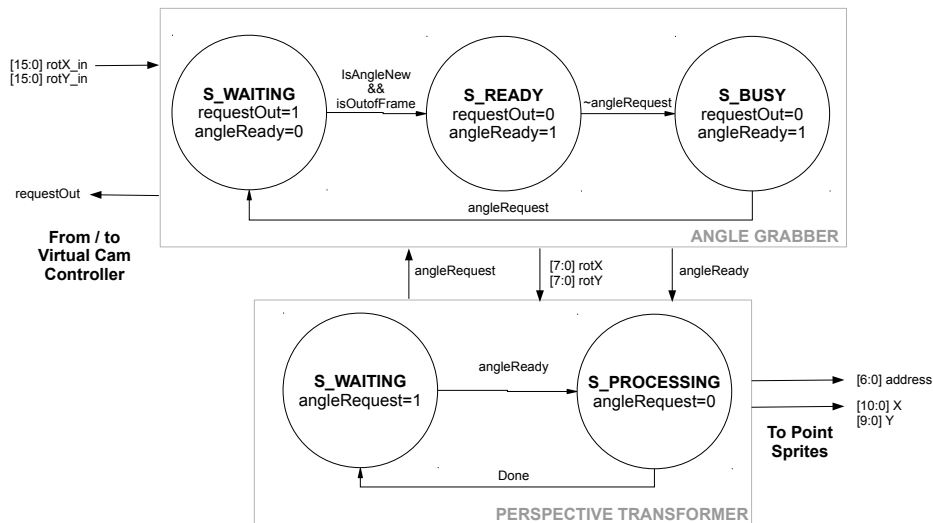 [15:0] rotX_in
[15:0] rotY_in
S_WAITING
requestOut=1
angleReady=0
IsAngleNew
&&
isOutofFrame
S_READY
requestOut=0
angleReady=1
~angleRequest
S_BUSY
requestOut=0
angleReady=1
requestOut
angleRequest
From / to
Virtual Cam
Controller
ANGLE GRABBER
angleRequest
[7:0] rotX
[7:0] rotY
angleReady
S_WAITING
angleRequest=1
angleReady
S_PROCESSING
angleRequest=0
[6:0] address
[10:0] X
[9:0] Y
To Point
Sprites
Done
PERSPECTIVE TRANSFORMER